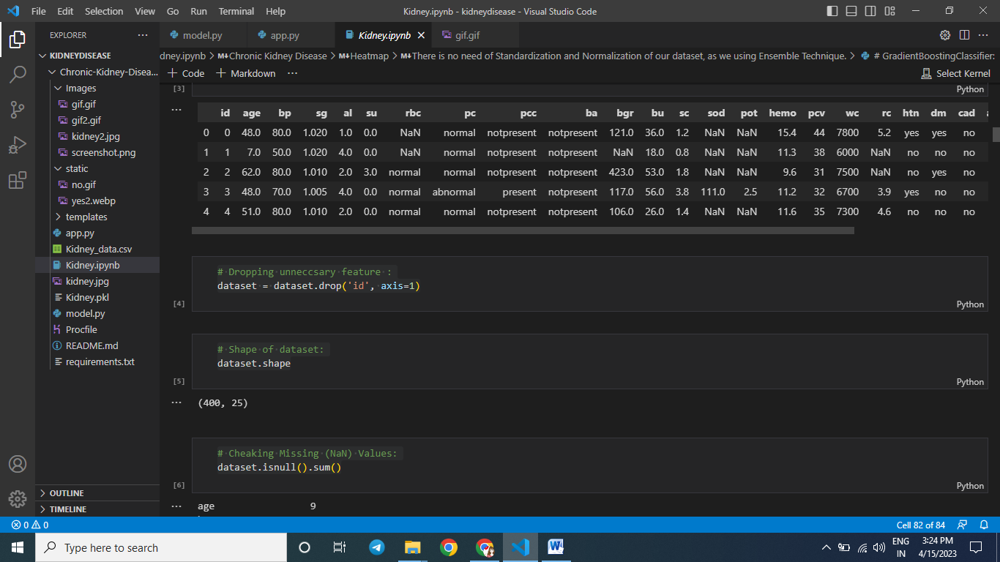 File Edit Selection View Go Run Terminal Help Kidney.ipynb - kidneydisease - Visual Studio Code
EXPLORER
model.py app.py Kidney.ipynb gif.gif
KIDNEYDISEASE
dney.ipynb > Chronic Kidney Disease > Heatmap > There is no need of Standardization and Normalization of our dataset, as we using Ensemble Technique. > # GradientBoostingClassifier:
+ Code + Markdown ... Select Kernel
Chronic-Kidney-Disea...
Images
gif.gif
gif2.gif
kidney2.jpg
screenshot.png
static
no.gif
yes2.webp
templates
app.py
Kidney_data.csv
Kidney.ipynb
kidney.jpg
Kidney.pkl
model.py
Procfile
README.md
requirements.txt
OUTLINE
TIMELINE
[3] Python
id age bp sg al su rbc pc pcc ba bgr bu sc sod pot hemo pcv wc rc htn dm cad
0 0 48.0 80.0 1.020 1.0 0.0 NaN normal notpresent notpresent 121.0 36.0 1.2 NaN NaN 15.4 44 7800 5.2 yes yes no
1 1 7.0 50.0 1.020 4.0 0.0 NaN normal notpresent notpresent NaN 18.0 0.8 NaN NaN 11.3 38 6000 NaN no no no
2 2 62.0 80.0 1.010 2.0 3.0 normal normal notpresent notpresent 423.0 53.0 1.8 NaN NaN 9.6 31 7500 NaN no yes no
3 3 48.0 70.0 1.005 4.0 0.0 normal abnormal present notpresent 117.0 56.0 3.8 111.0 2.5 11.2 32 6700 3.9 yes no no
4 4 51.0 80.0 1.010 2.0 0.0 normal normal notpresent notpresent 106.0 26.0 1.4 NaN NaN 11.6 35 7300 4.6 no no no
# Dropping unneccsary feature :
dataset = dataset.drop('id', axis=1)
[4] Python
# Shape of dataset:
dataset.shape
[5] Python
(400, 25)
# Cheaking Missing (NaN) Values:
dataset.isnull().sum()
[6] Python
age 9
0 0 Cell 82 of 84
Type here to search
ENG
IN
3:24 PM
4/15/2023